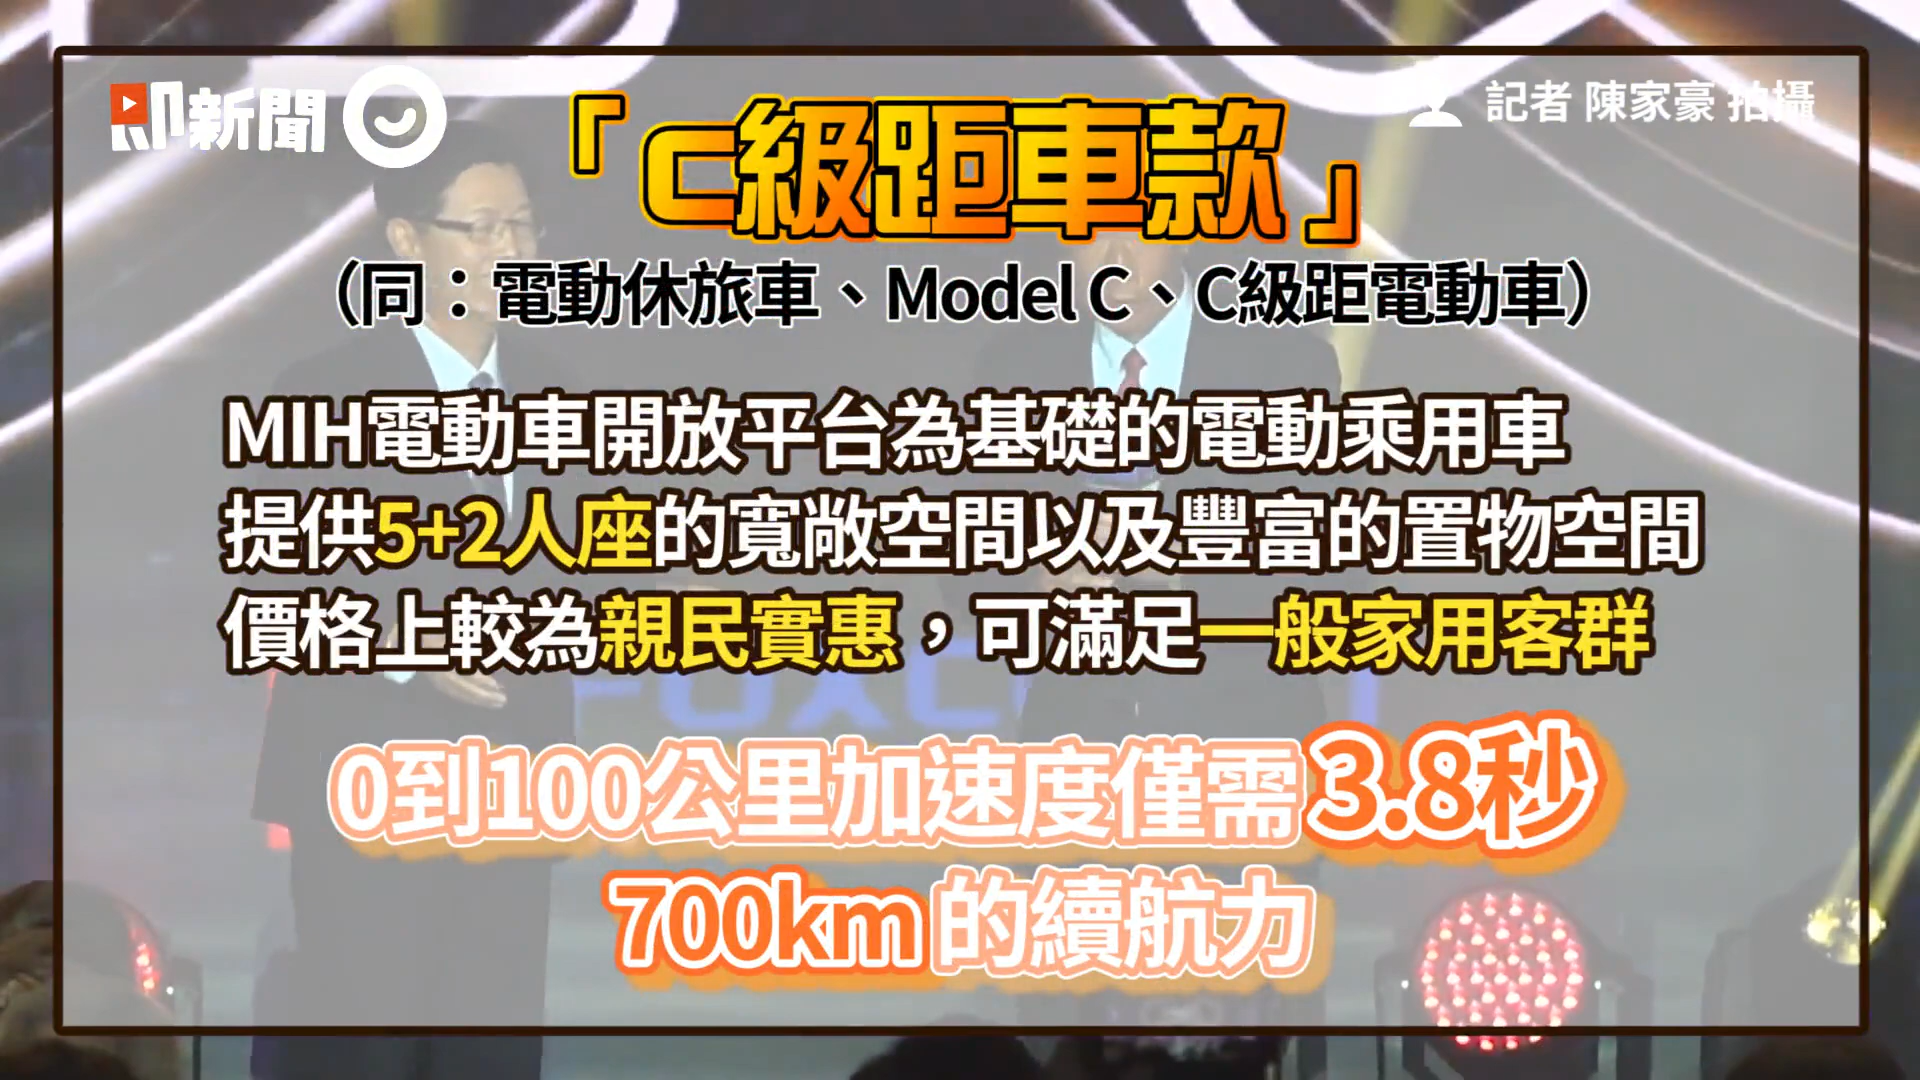 即新聞
記者 陳家豪 拍攝
「C級距車款」
（同：電動休旅車、Model C、C級距電動車）
MIH電動車開放平台為基礎的電動乘用車
提供5+2人座的寬敞空間以及豐富的置物空間
價格上較為親民實惠，可滿足一般家用客群
FOXC
0到100公里加速度僅需3.8秒
700km的續航力